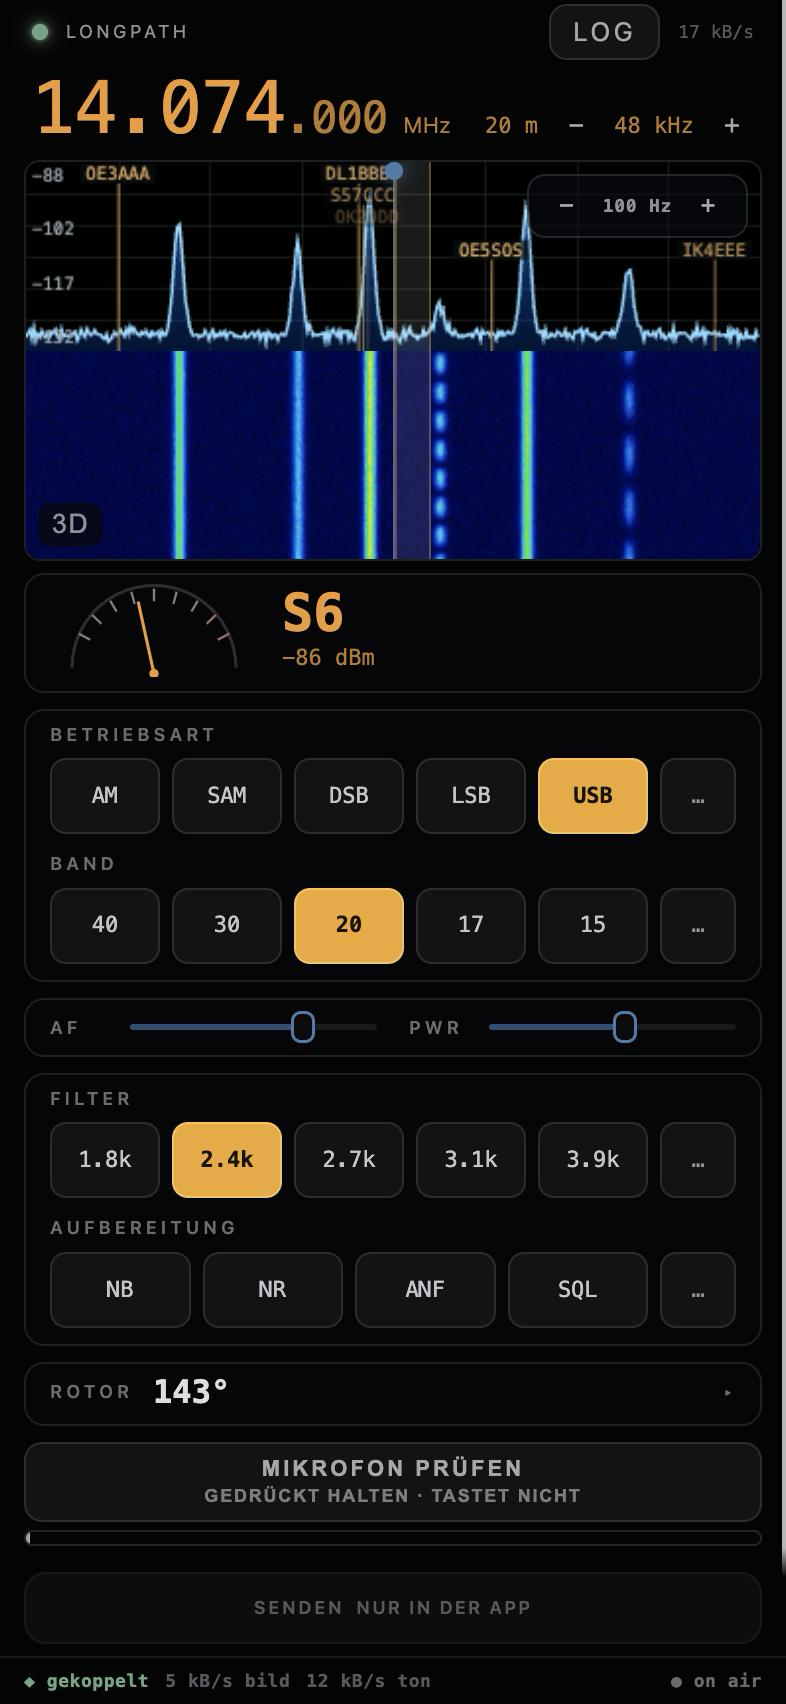 LONGPATH LOG 17 kB/s
14.074.000 MHz 20 m − 48 kHz +
−88 OE3AAA DL1BBB
S57CCC − 100 Hz +
−102 OK2DDD
OE5SOS IK4EEE
−117
−132
3D
S6
−86 dBm
BETRIEBSART
AM SAM DSB LSB USB …
BAND
40 30 20 17 15 …
AF PWR
FILTER
1.8k 2.4k 2.7k 3.1k 3.9k …
AUFBEREITUNG
NB NR ANF SQL …
ROTOR 143° ▸
MIKROFON PRÜFEN
GEDRÜCKT HALTEN · TASTET NICHT
SENDEN NUR IN DER APP
◆ gekoppelt 5 kB/s bild 12 kB/s ton ● on air